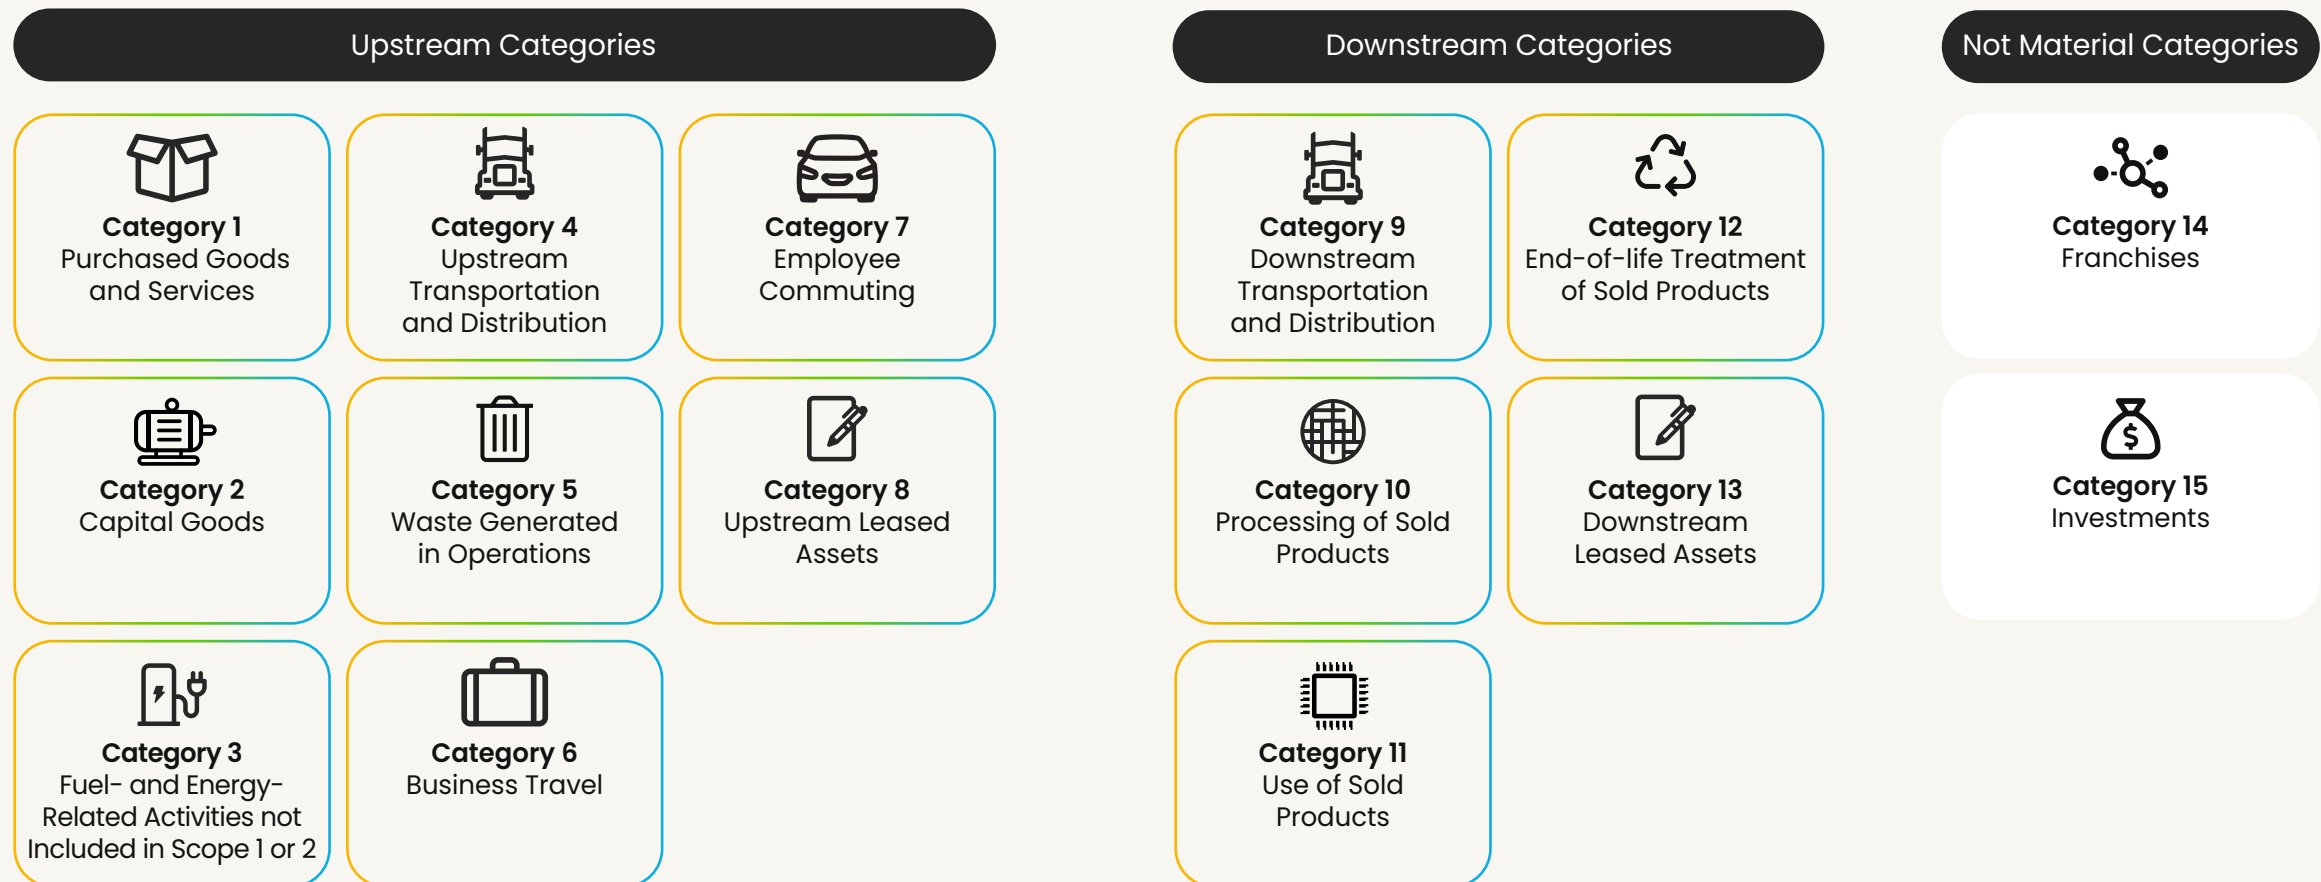 Upstream Categories
Category 1
Purchased Goods
and Services
Category 4
Upstream
Transportation
and Distribution
Category 7
Employee
Commuting
Category 2
Capital Goods
Category 5
Waste Generated
in Operations
Category 8
Upstream Leased
Assets
Category 3
Fuel- and Energy-
Related Activities not
Included in Scope 1 or 2
Category 6
Business Travel
Downstream Categories
Category 9
Downstream
Transportation
and Distribution
Category 12
End-of-life Treatment
of Sold Products
Category 10
Processing of Sold
Products
Category 13
Downstream
Leased Assets
Category 11
Use of Sold
Products
Not Material Categories
Category 14
Franchises
$
Category 15
Investments